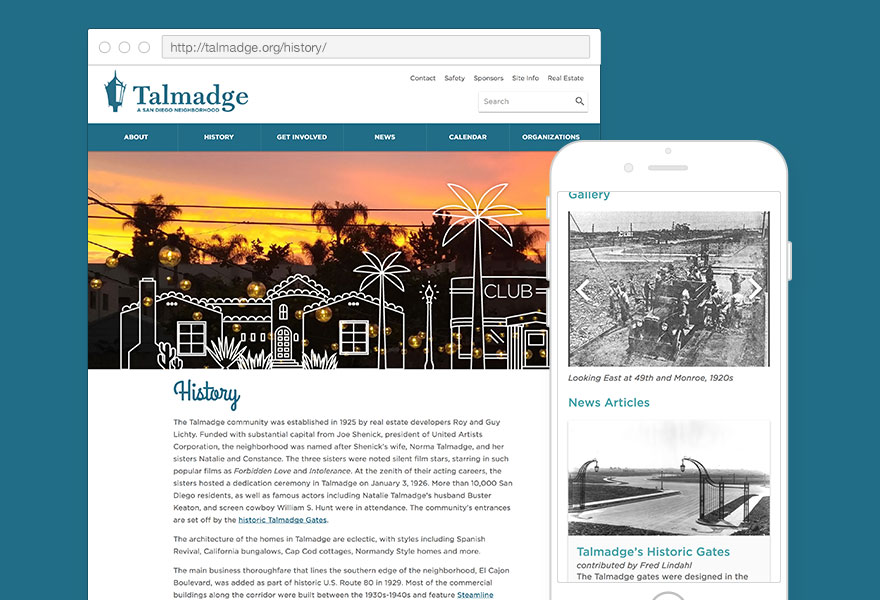 http://talmadge.org/history/
Contact Safety Sponsors Site Info Real Estate
Talmadge
A SAN DIEGO NEIGHBORHOOD
Search
ABOUT HISTORY GET INVOLVED NEWS CALENDAR ORGANIZATIONS
CLUB
History
The Talmadge community was established in 1925 by real estate developers Roy and Guy
Lichty. Funded with substantial capital from Joe Shenick, president of United Artists
Corporation, the neighborhood was named after Shenick's wife, Norma Talmadge, and her
sisters Natalie and Constance. The three sisters were noted silent film stars, starring in such
popular films as Forbidden Love and Intolerance. At the zenith of their acting careers, the
sisters hosted a dedication ceremony in Talmadge on January 3, 1926. More than 10,000 San
Diego residents, as well as famous actors including Natalie Talmadge's husband Buster
Keaton, and screen cowboy William S. Hunt were in attendance. The community's entrances
are set off by the historic Talmadge Gates.
The architecture of the homes in Talmadge are eclectic, with styles including Spanish
Revival, California bungalows, Cap Cod cottages, Normandy Style homes and more.
The main business thoroughfare that lines the southern edge of the neighborhood, El Cajon
Boulevard, was added as part of historic U.S. Route 80 in 1929. Most of the commercial
buildings along the corridor were built between the 1930s-1940s and feature Steamline
Gallery
Looking East at 49th and Monroe, 1920s
News Articles
Talmadge's Historic Gates
contributed by Fred Lindahl
The Talmadge gates were designed in the